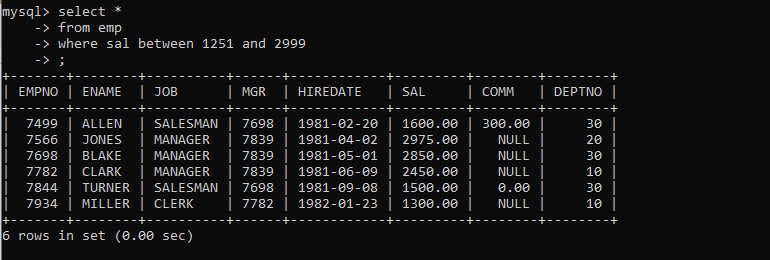 mysql> select *
    -> from emp
    -> where sal between 1251 and 2999
    -> ;
+-------+--------+----------+------+------------+---------+--------+--------+
| EMPNO | ENAME  | JOB      | MGR  | HIREDATE   | SAL     | COMM   | DEPTNO |
+-------+--------+----------+------+------------+---------+--------+--------+
|  7499 | ALLEN  | SALESMAN | 7698 | 1981-02-20 | 1600.00 | 300.00 |     30 |
|  7566 | JONES  | MANAGER  | 7839 | 1981-04-02 | 2975.00 |   NULL |     20 |
|  7698 | BLAKE  | MANAGER  | 7839 | 1981-05-01 | 2850.00 |   NULL |     30 |
|  7782 | CLARK  | MANAGER  | 7839 | 1981-06-09 | 2450.00 |   NULL |     10 |
|  7844 | TURNER | SALESMAN | 7698 | 1981-09-08 | 1500.00 |   0.00 |     30 |
|  7934 | MILLER | CLERK    | 7782 | 1982-01-23 | 1300.00 |   NULL |     10 |
+-------+--------+----------+------+------------+---------+--------+--------+
6 rows in set (0.00 sec)